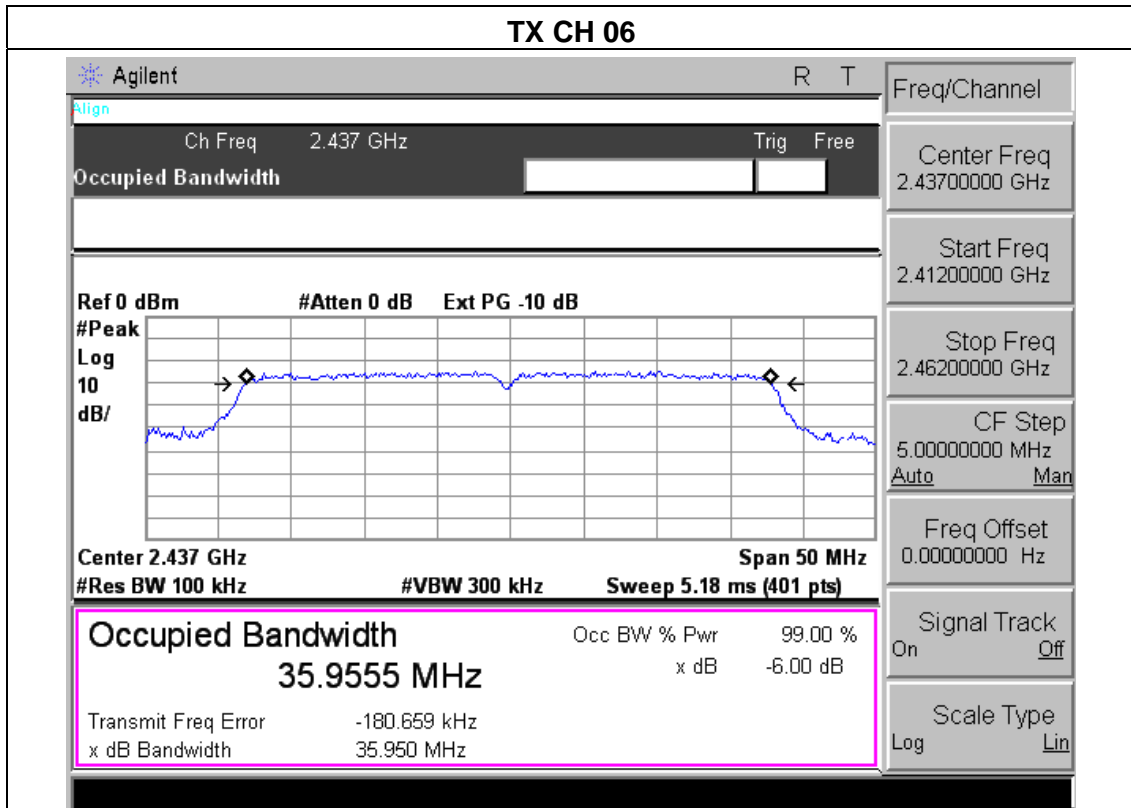 TX CH 06
Agilent R T
Align
Ch Freq 2.437 GHz Trig Free
Occupied Bandwidth
Ref 0 dBm #Atten 0 dB Ext PG -10 dB
#Peak
Log
10
dB/
Center 2.437 GHz Span 50 MHz
#Res BW 100 kHz #VBW 300 kHz Sweep 5.18 ms (401 pts)
Occupied Bandwidth Occ BW % Pwr 99.00 %
35.9555 MHz x dB -6.00 dB
Transmit Freq Error -180.659 kHz
x dB Bandwidth 35.950 MHz
Freq/Channel
Center Freq
2.43700000 GHz
Start Freq
2.41200000 GHz
Stop Freq
2.46200000 GHz
CF Step
5.00000000 MHz
Auto Man
Freq Offset
0.00000000 Hz
Signal Track
On Off
Scale Type
Log Lin